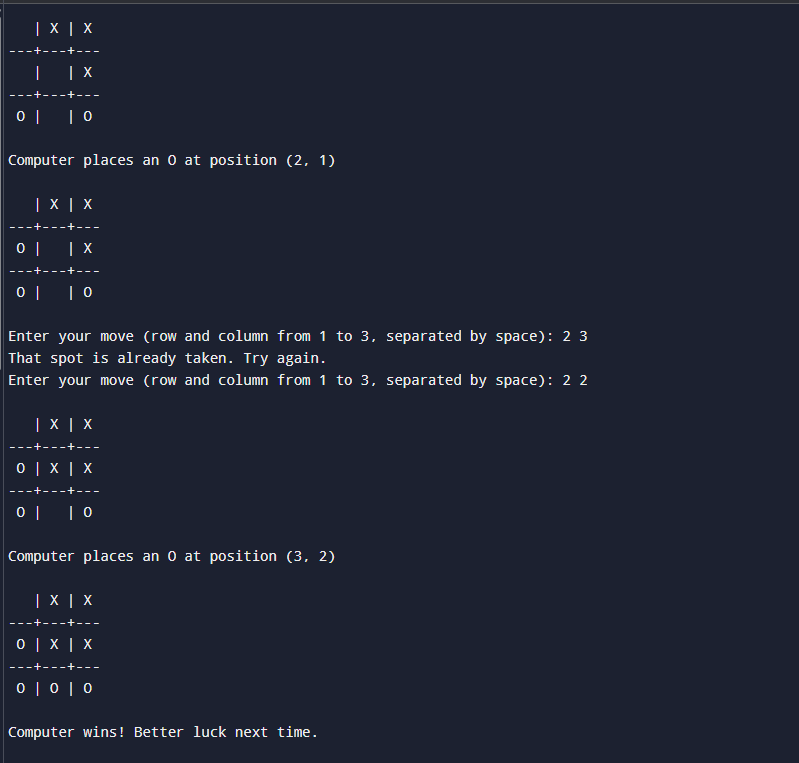 | X | X
---+---+---
   |   | X
---+---+---
 O |   | O
Computer places an O at position (2, 1)
   | X | X
---+---+---
 O |   | X
---+---+---
 O |   | O
Enter your move (row and column from 1 to 3, separated by space): 2 3
That spot is already taken. Try again.
Enter your move (row and column from 1 to 3, separated by space): 2 2
   | X | X
---+---+---
 O | X | X
---+---+---
 O |   | O
Computer places an O at position (3, 2)
   | X | X
---+---+---
 O | X | X
---+---+---
 O | O | O
Computer wins! Better luck next time.